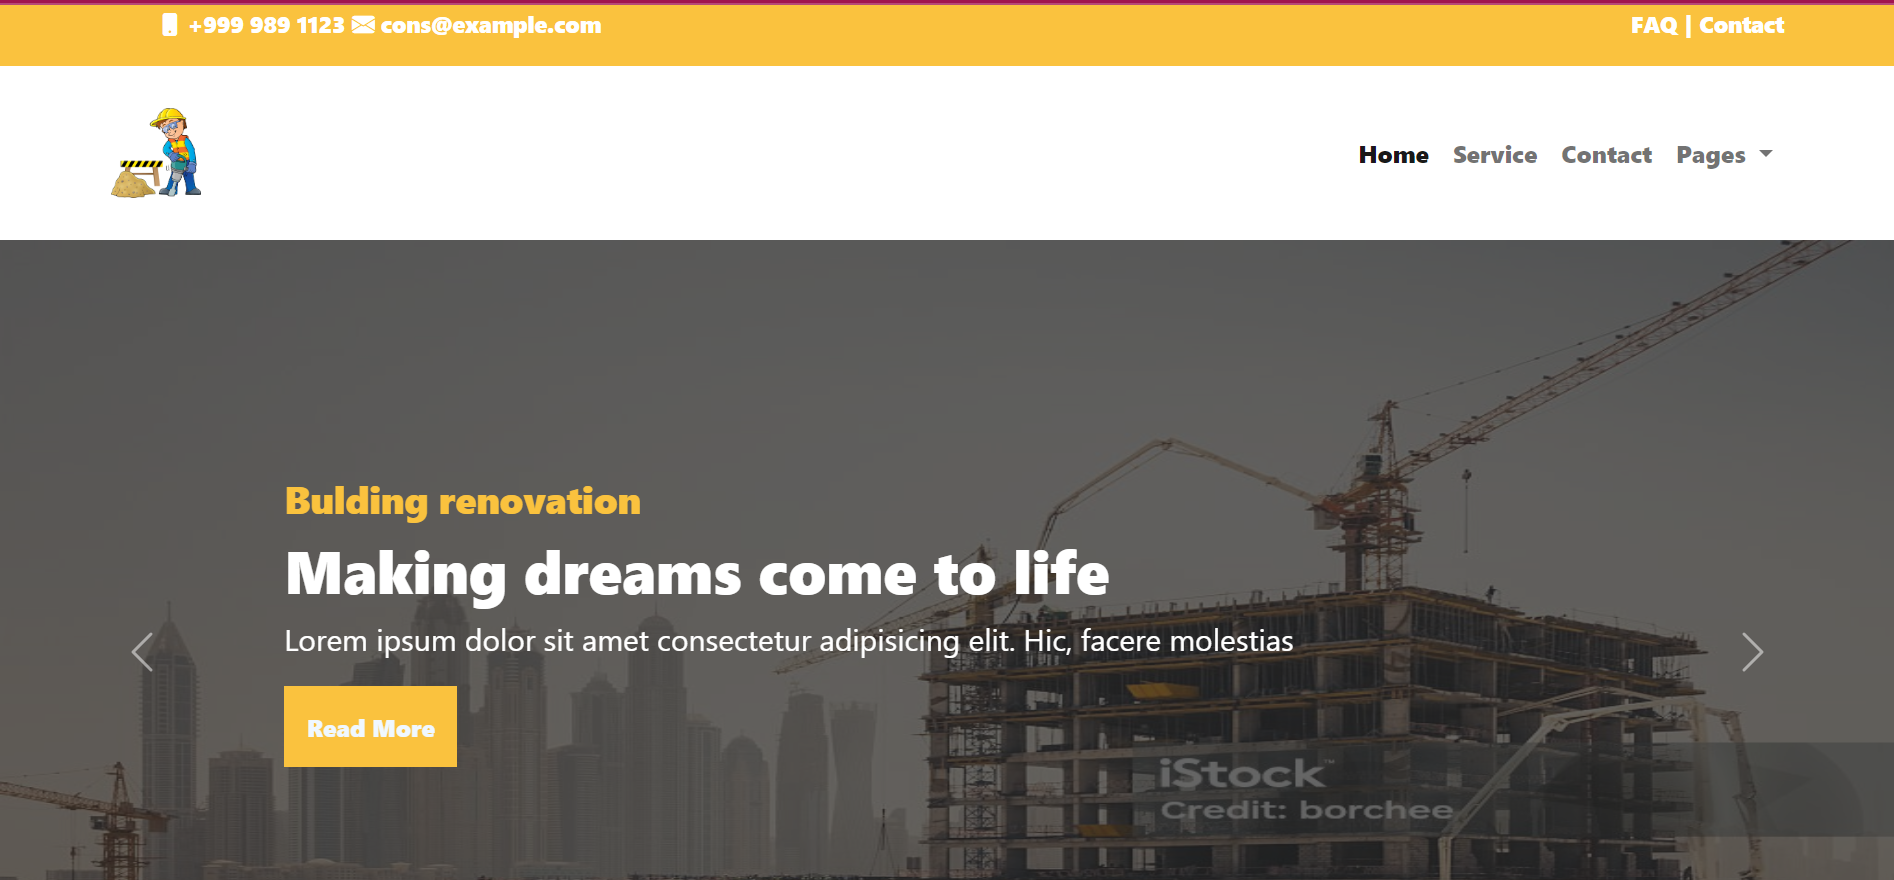 +999 989 1123 cons@example.com
FAQ | Contact
Home Service Contact Pages
Bulding renovation
Making dreams come to life
Lorem ipsum dolor sit amet consectetur adipisicing elit. Hic, facere molestias
Read More
iStock™
Credit: borchee